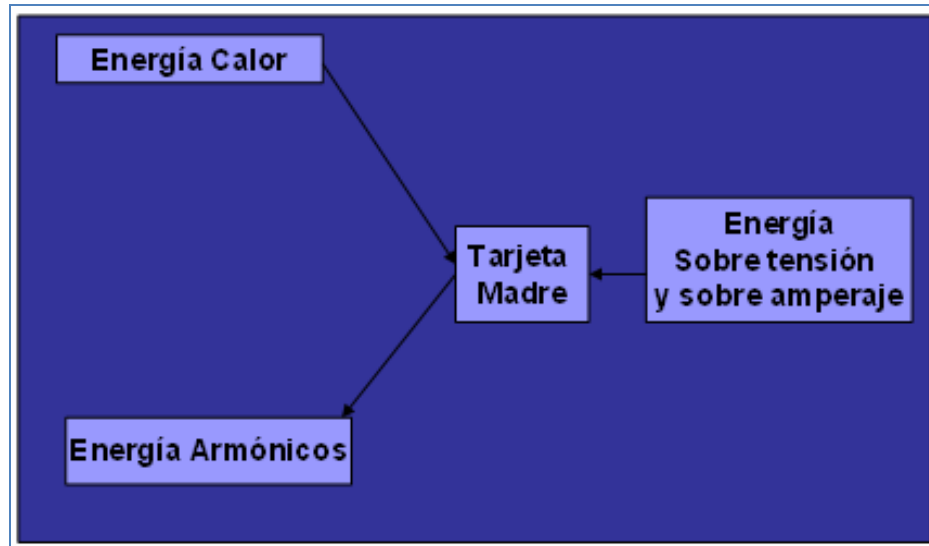 Energía Calor
Tarjeta
Madre
Energía
Sobre tensión
y sobre amperaje
Energía Armónicos